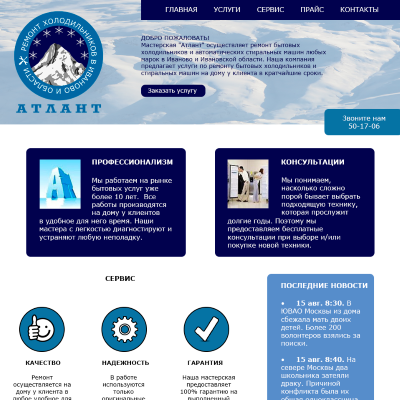 ГЛАВНАЯ УСЛУГИ СЕРВИС ПРАЙС КОНТАКТЫ
РЕМОНТ ХОЛОДИЛЬНИКОВ В ИВАНОВО И ОБЛАСТИ
АТЛАНТ
ДОБРО ПОЖАЛОВАТЬ!
Мастерская "Атлант" осуществляет ремонт бытовых
холодильников и автоматических стиральных машин любых
марок в Иваново и Ивановской области. Наша компания
предлагает услуги по ремонту бытовых холодильников и
стиральных машин на дому у клиента в кратчайшие сроки.
Заказать услугу
Звоните нам
50-17-06
ПРОФЕССИОНАЛИЗМ
Мы работаем на рынке
бытовых услуг уже
более 10 лет. Все
работы производятся
на дому у клиентов
в удобное для него время. Наши
мастера с легкостью диагностируют и
устраняют любую неполадку.
КОНСУЛЬТАЦИИ
Мы понимаем,
насколько сложно
порой бывает выбрать
подходящую технику,
которая прослужит
долгие годы. Поэтому мы
предоставляем бесплатные
консультации при выборе и/или
покупке новой техники.
СЕРВИС
КАЧЕСТВО
Ремонт
осуществляется на
дому у клиента в
любое удобное для
НАДЕЖНОСТЬ
В работе
используются
только
оригинальные
ГАРАНТИЯ
Наша мастерская
предоставляет
100% гарантию на
выполненный
ПОСЛЕДНИЕ НОВОСТИ
• 15 авг. 8:30. В
ЮВАО Москвы из дома
сбежала мать двоих
детей. Более 200
волонтеров взялись за
поиски.
• 15 авг. 8:40. На
севере Москвы два
школьника затеяли
драку. Причиной
конфликта была их
общая одноклассница